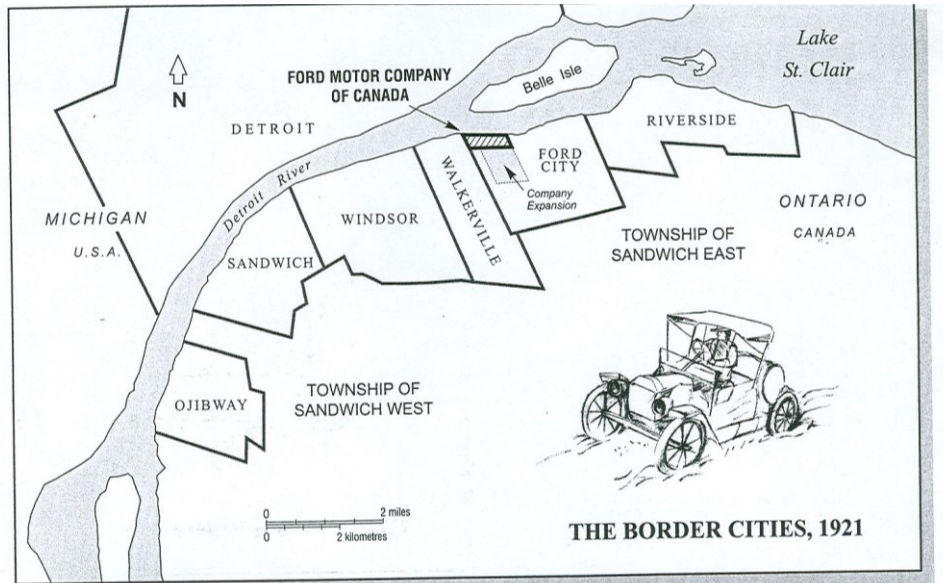 Lake
St. Clair
N
FORD MOTOR COMPANY
OF CANADA
Belle Isle
DETROIT
RIVERSIDE
FORD
CITY
Company
Expansion
WALKERVILLE
Detroit River
MICHIGAN
U.S.A.
WINDSOR
SANDWICH
ONTARIO
CANADA
TOWNSHIP OF
SANDWICH EAST
OJIBWAY
TOWNSHIP OF
SANDWICH WEST
0 2 miles
0 2 kilometres
THE BORDER CITIES, 1921